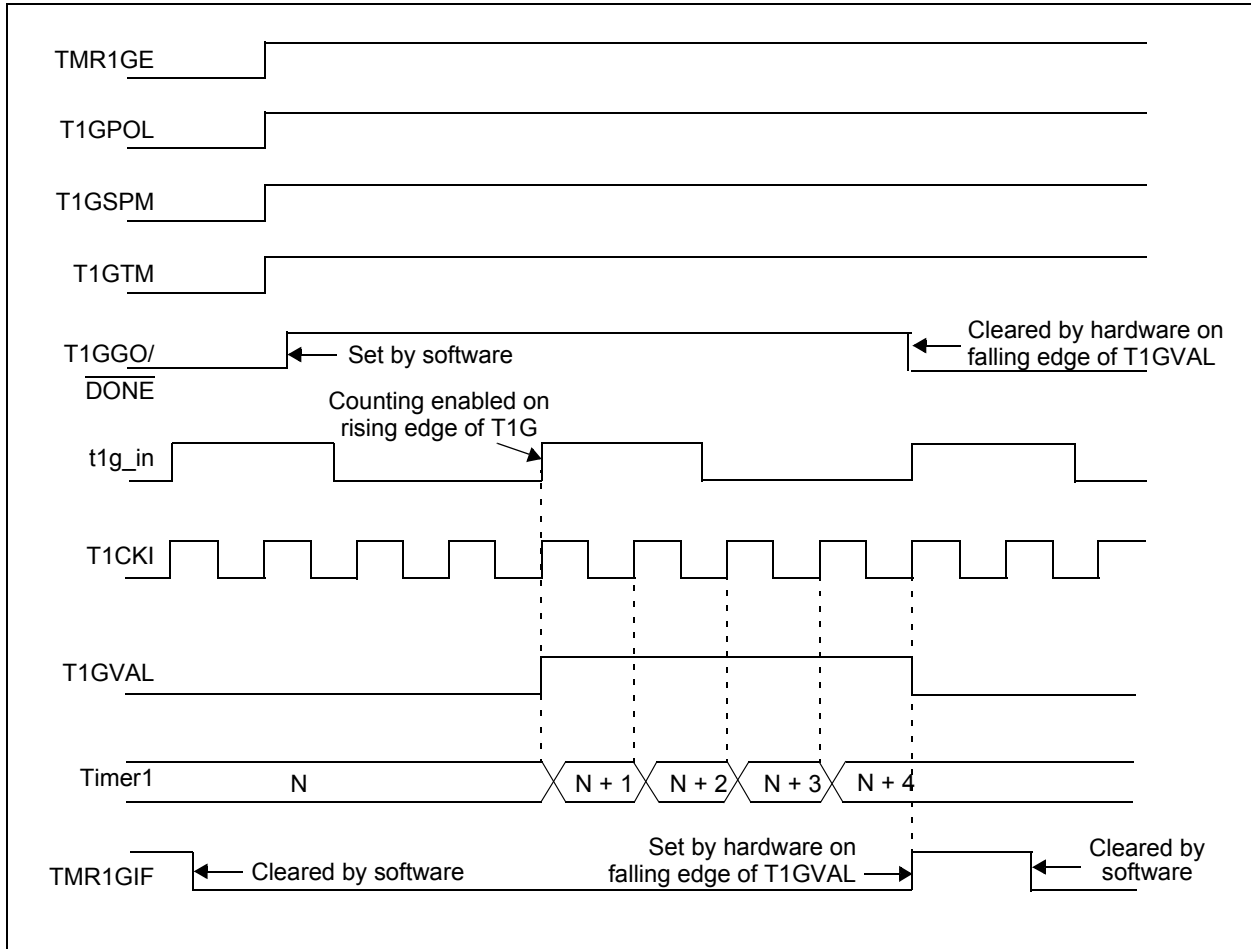 TMR1GE
T1GPOL
T1GSPM
T1GTM
T1GGO/
DONE
Set by software
Cleared by hardware on
falling edge of T1GVAL
Counting enabled on
rising edge of T1G
t1g_in
T1CKI
T1GVAL
Timer1
N
N + 1
N + 2
N + 3
N + 4
TMR1GIF
Cleared by software
Set by hardware on
falling edge of T1GVAL
Cleared by
software